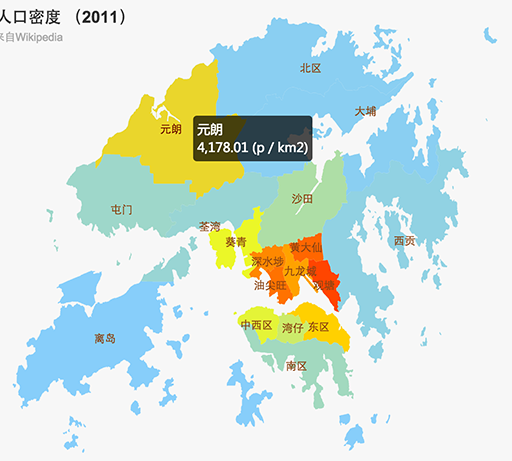 人口密度 （2011）
来自Wikipedia
北区
大埔
元朗
元朗
4,178.01 (p / km2)
沙田
屯门
荃湾
葵青
西贡
黄大仙
深水埗
九龙城
油尖旺
观塘
中西区
湾仔
东区
离岛
南区